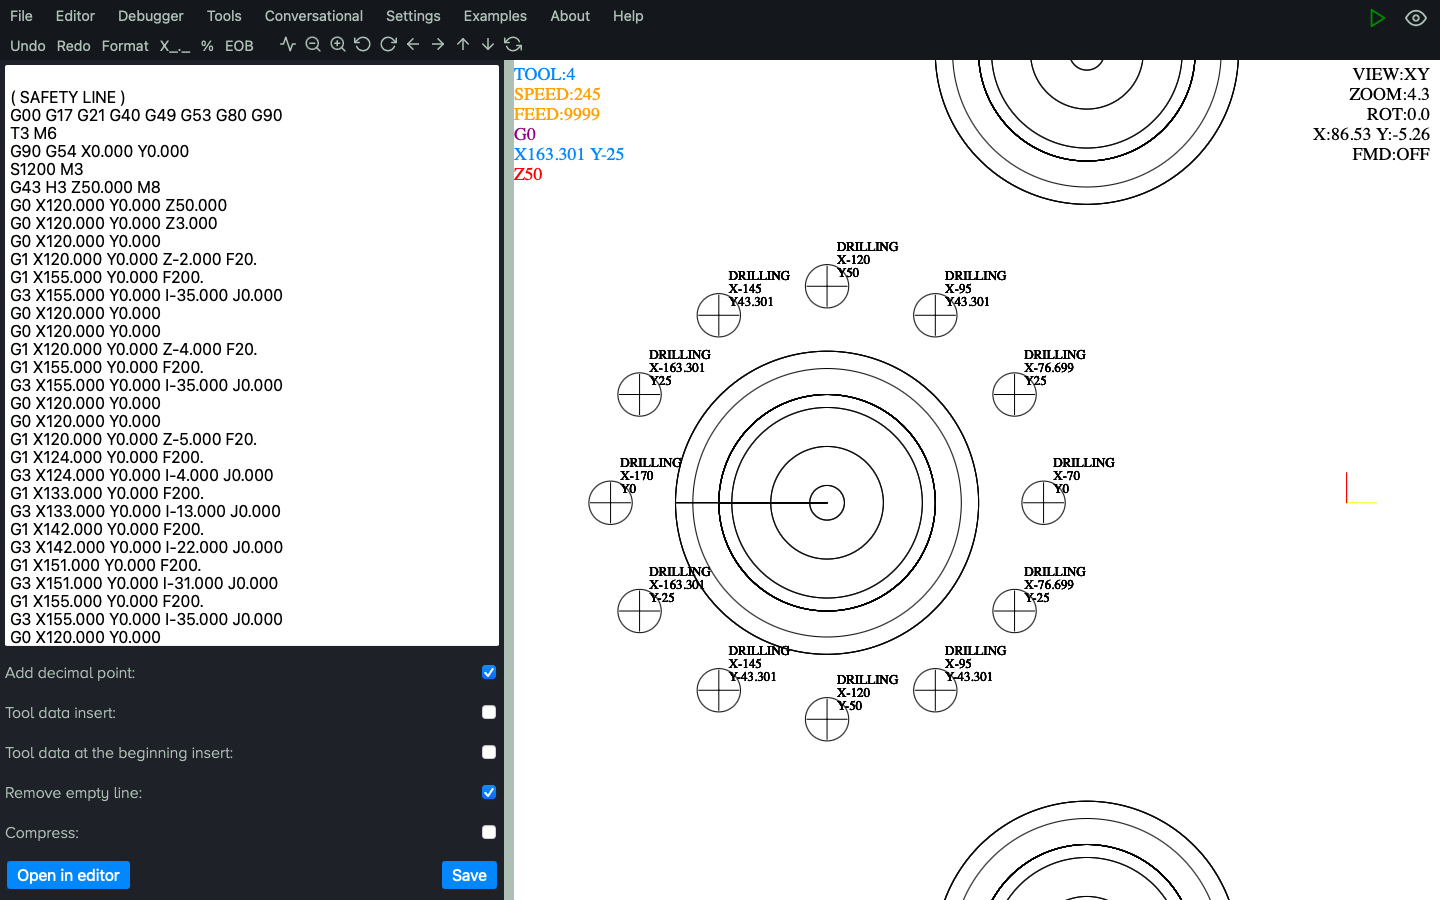 File Editor Debugger Tools Conversational Settings Examples About Help
Undo Redo Format X_._ % EOB
( SAFETY LINE )
G00 G17 G21 G40 G49 G53 G80 G90
T3 M6
G90 G54 X0.000 Y0.000
S1200 M3
G43 H3 Z50.000 M8
G0 X120.000 Y0.000 Z50.000
G0 X120.000 Y0.000 Z3.000
G0 X120.000 Y0.000
G1 X120.000 Y0.000 Z-2.000 F20.
G1 X155.000 Y0.000 F200.
G3 X155.000 Y0.000 I-35.000 J0.000
G0 X120.000 Y0.000
G0 X120.000 Y0.000
G1 X120.000 Y0.000 Z-4.000 F20.
G1 X155.000 Y0.000 F200.
G3 X155.000 Y0.000 I-35.000 J0.000
G0 X120.000 Y0.000
G0 X120.000 Y0.000
G1 X120.000 Y0.000 Z-5.000 F20.
G1 X124.000 Y0.000 F200.
G3 X124.000 Y0.000 I-4.000 J0.000
G1 X133.000 Y0.000 F200.
G3 X133.000 Y0.000 I-13.000 J0.000
G1 X142.000 Y0.000 F200.
G3 X142.000 Y0.000 I-22.000 J0.000
G1 X151.000 Y0.000 F200.
G3 X151.000 Y0.000 I-31.000 J0.000
G1 X155.000 Y0.000 F200.
G3 X155.000 Y0.000 I-35.000 J0.000
G0 X120.000 Y0.000
Add decimal point:
Tool data insert:
Tool data at the beginning insert:
Remove empty line:
Compress:
Open in editor Save
TOOL:4
SPEED:245
FEED:9999
G0
X163.301 Y-25
Z50
VIEW:XY
ZOOM:4.3
ROT:0.0
X:86.53 Y:-5.26
FMD:OFF
DRILLING
X-120
Y50
DRILLING
X-145
Y43.301
DRILLING
X-95
Y43.301
DRILLING
X-163.301
Y25
DRILLING
X-76.699
Y25
DRILLING
X-170
Y0
DRILLING
X-70
Y0
DRILLING
X-163.301
Y-25
DRILLING
X-76.699
Y-25
DRILLING
X-145
Y-43.301
DRILLING
X-95
Y-43.301
DRILLING
X-120
Y-50